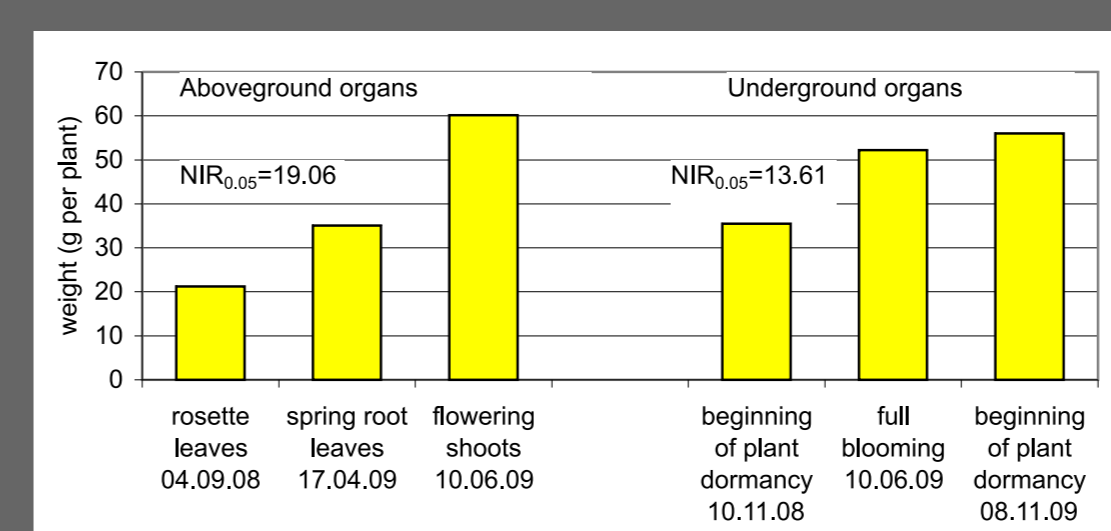 70
Aboveground organs
Underground organs
60
50
NIR0.05=19.06
NIR0.05=13.61
40
30
20
10
0
weight (g per plant)
rosette
leaves
04.09.08
spring root
leaves
17.04.09
flowering
shoots
10.06.09
beginning
of plant
dormancy
10.11.08
full
blooming
10.06.09
beginning
of plant
dormancy
08.11.09